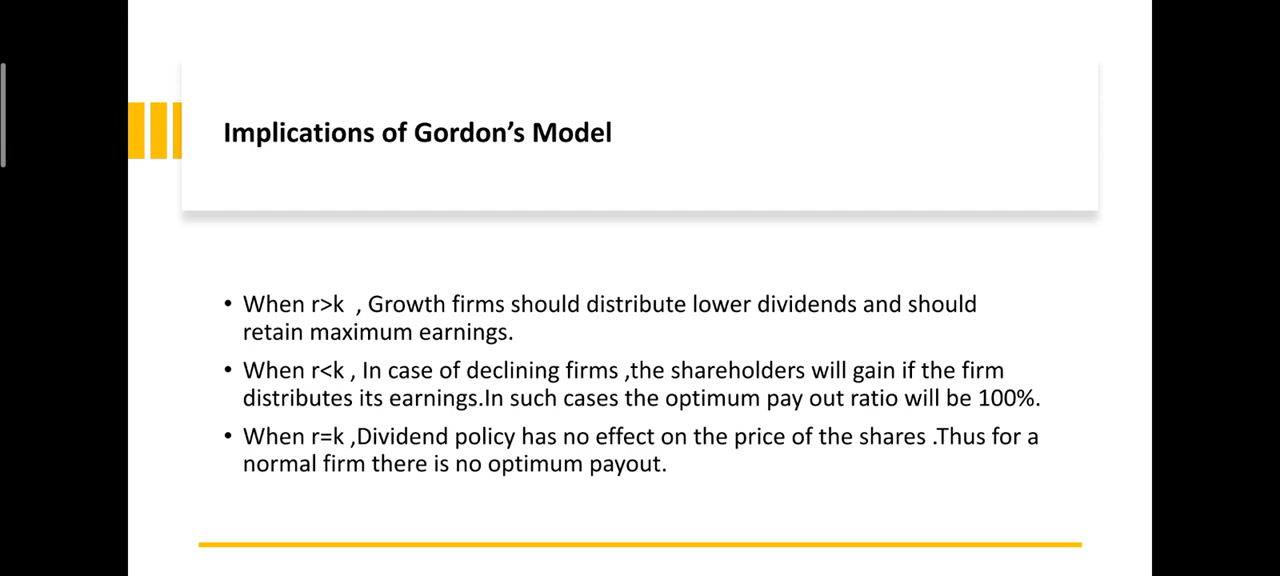 Implications of Gordon’s Model
• When r>k  , Growth firms should distribute lower dividends and should
retain maximum earnings.
• When r<k , In case of declining firms ,the shareholders will gain if the firm
distributes its earnings.In such cases the optimum pay out ratio will be 100%.
• When r=k ,Dividend policy has no effect on the price of the shares .Thus for a
normal firm there is no optimum payout.